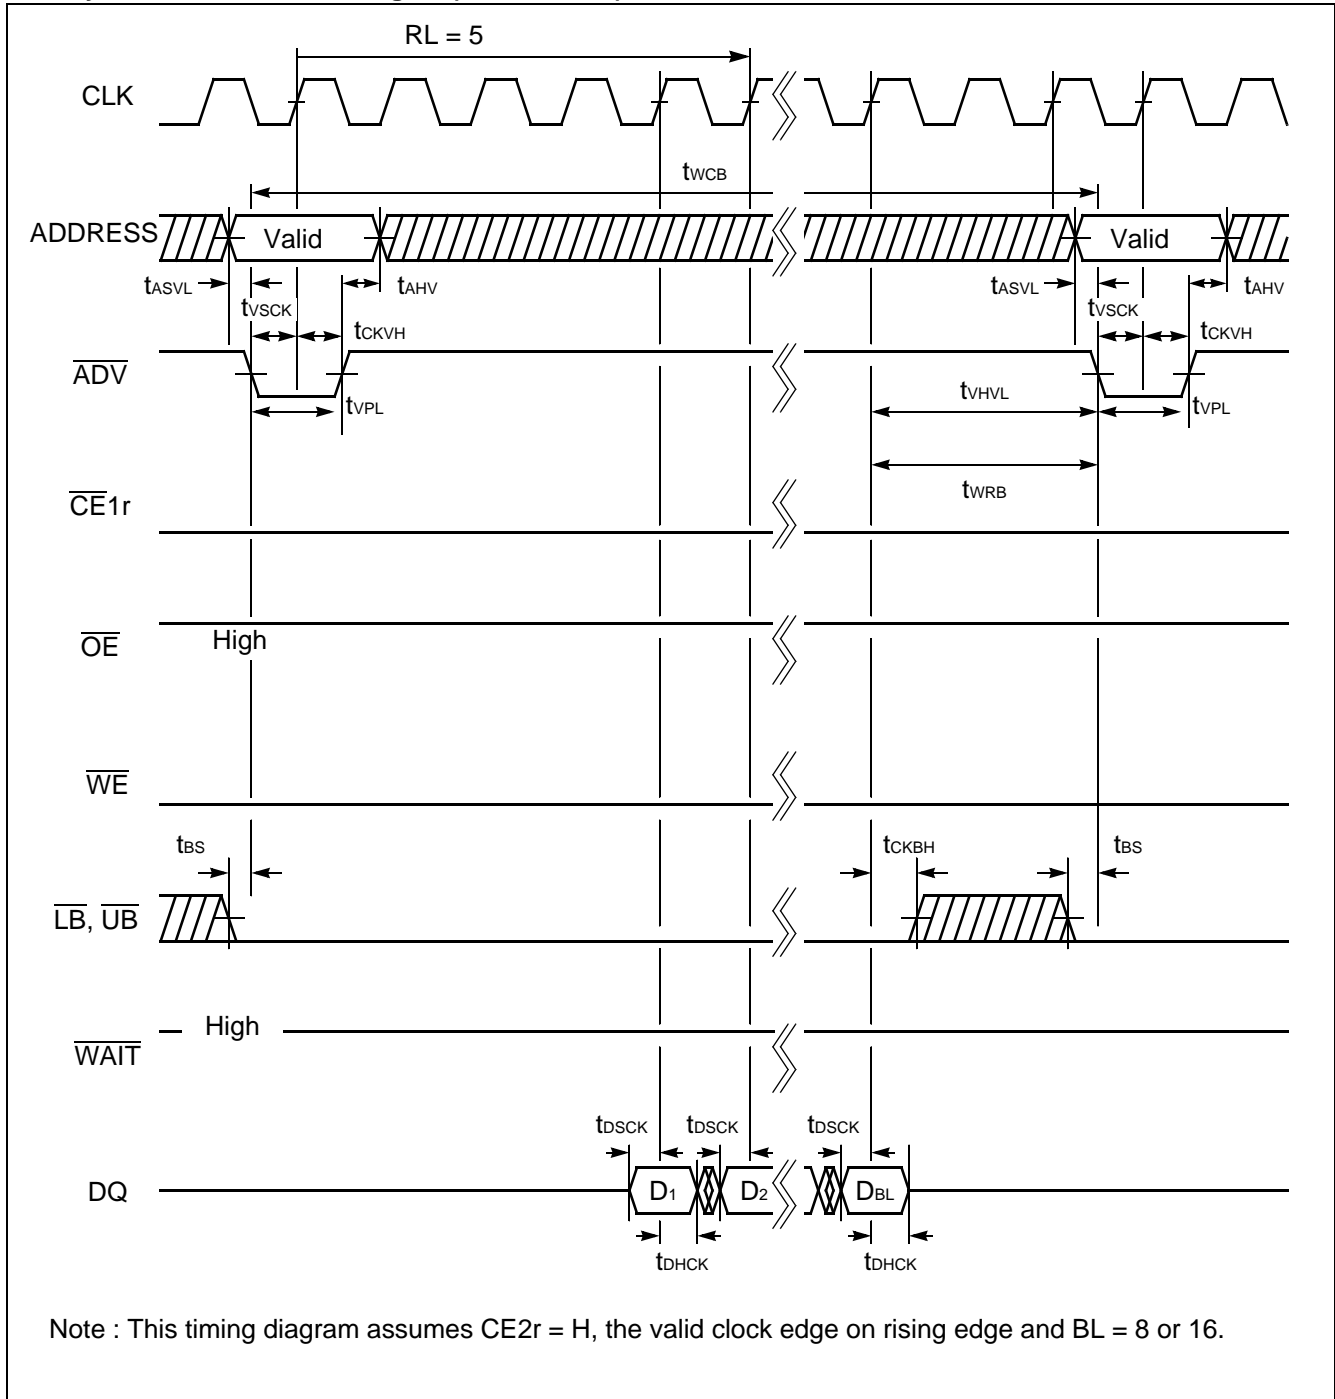 RL = 5
CLK
tWCB
ADDRESS Valid Valid
tASVL tAHV tASVL tAHV
tVSCK tVSCK
tCKVH tCKVH
ADV
tVPL tVHVL tVPL
tWRB
CE1r
OE High
WE
tBS tCKBH tBS
LB, UB
High
WAIT
tDSCK tDSCK tDSCK
DQ D1 D2 DBL
tDHCK tDHCK
Note : This timing diagram assumes CE2r = H, the valid clock edge on rising edge and BL = 8 or 16.